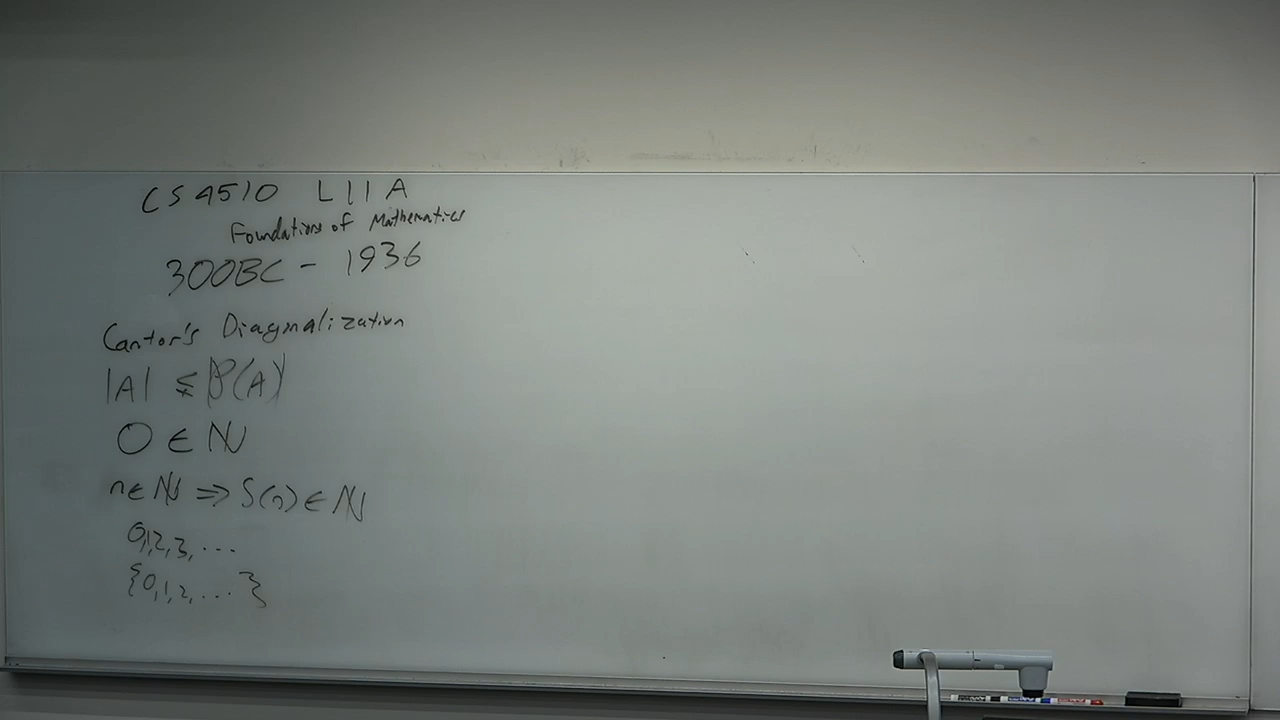 CS 4510 L11A
Foundations of Mathematics
300BC - 1936
Cantor's Diagonalization
|A| ≨ |P(A)|
0 ∈ ℕ
n ∈ ℕ ⇒ S(n) ∈ ℕ
0,1,2,3,...
{0,1,2,...}